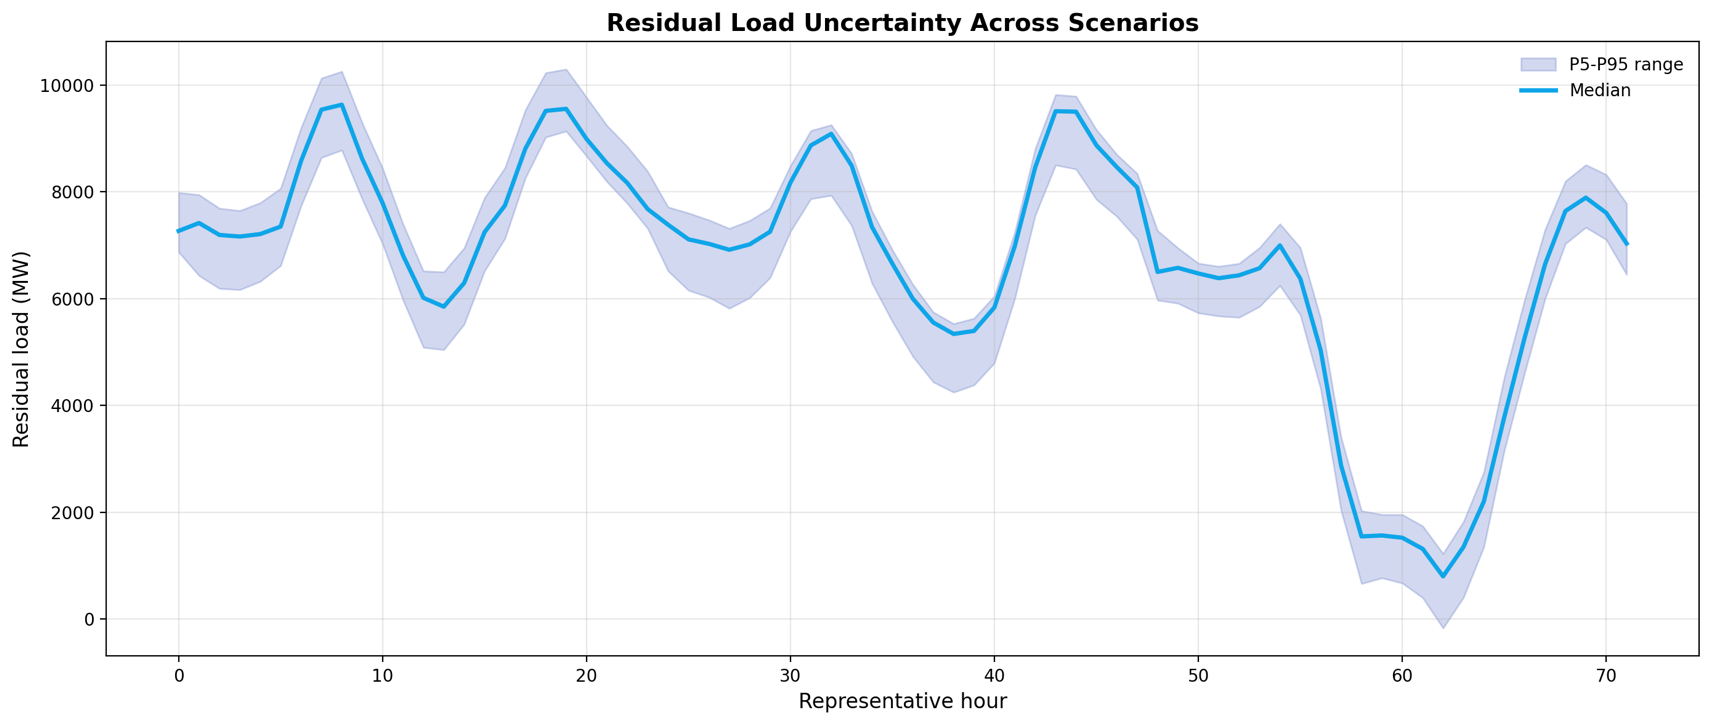 Residual Load Uncertainty Across Scenarios
P5-P95 range
Median
Residual load (MW)
10000
8000
6000
4000
2000
0
0 10 20 30 40 50 60 70
Representative hour